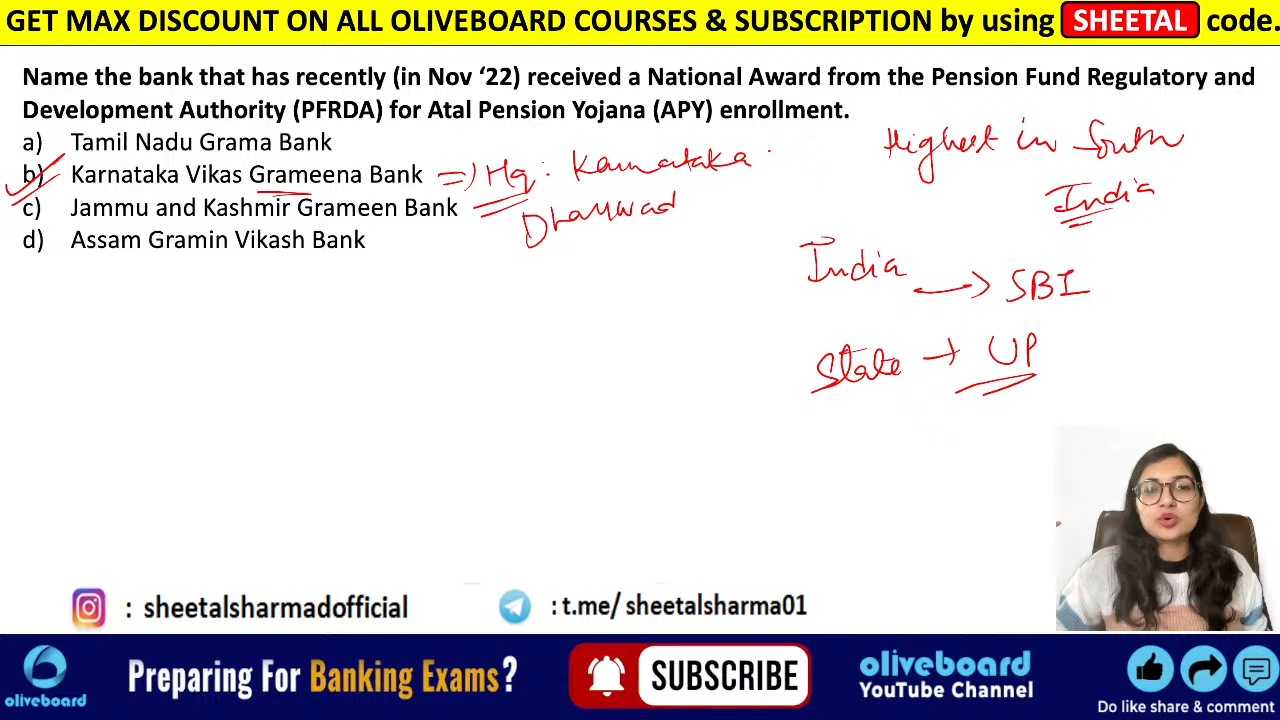 GET MAX DISCOUNT ON ALL OLIVEBOARD COURSES & SUBSCRIPTION by using SHEETAL code.
Name the bank that has recently (in Nov ‘22) received a National Award from the Pension Fund Regulatory and
Development Authority (PFRDA) for Atal Pension Yojana (APY) enrollment.
a) Tamil Nadu Grama Bank
b) Karnataka Vikas Grameena Bank => Hq: Karnataka
Dharwad
c) Jammu and Kashmir Grameen Bank
d) Assam Gramin Vikash Bank
Highest in South
India
India → SBI
State → UP
: sheetalsharmadofficial
: t.me/ sheetalsharma01
oliveboard
Preparing For Banking Exams?
SUBSCRIBE
oliveboard
YouTube Channel
Do like share & comment